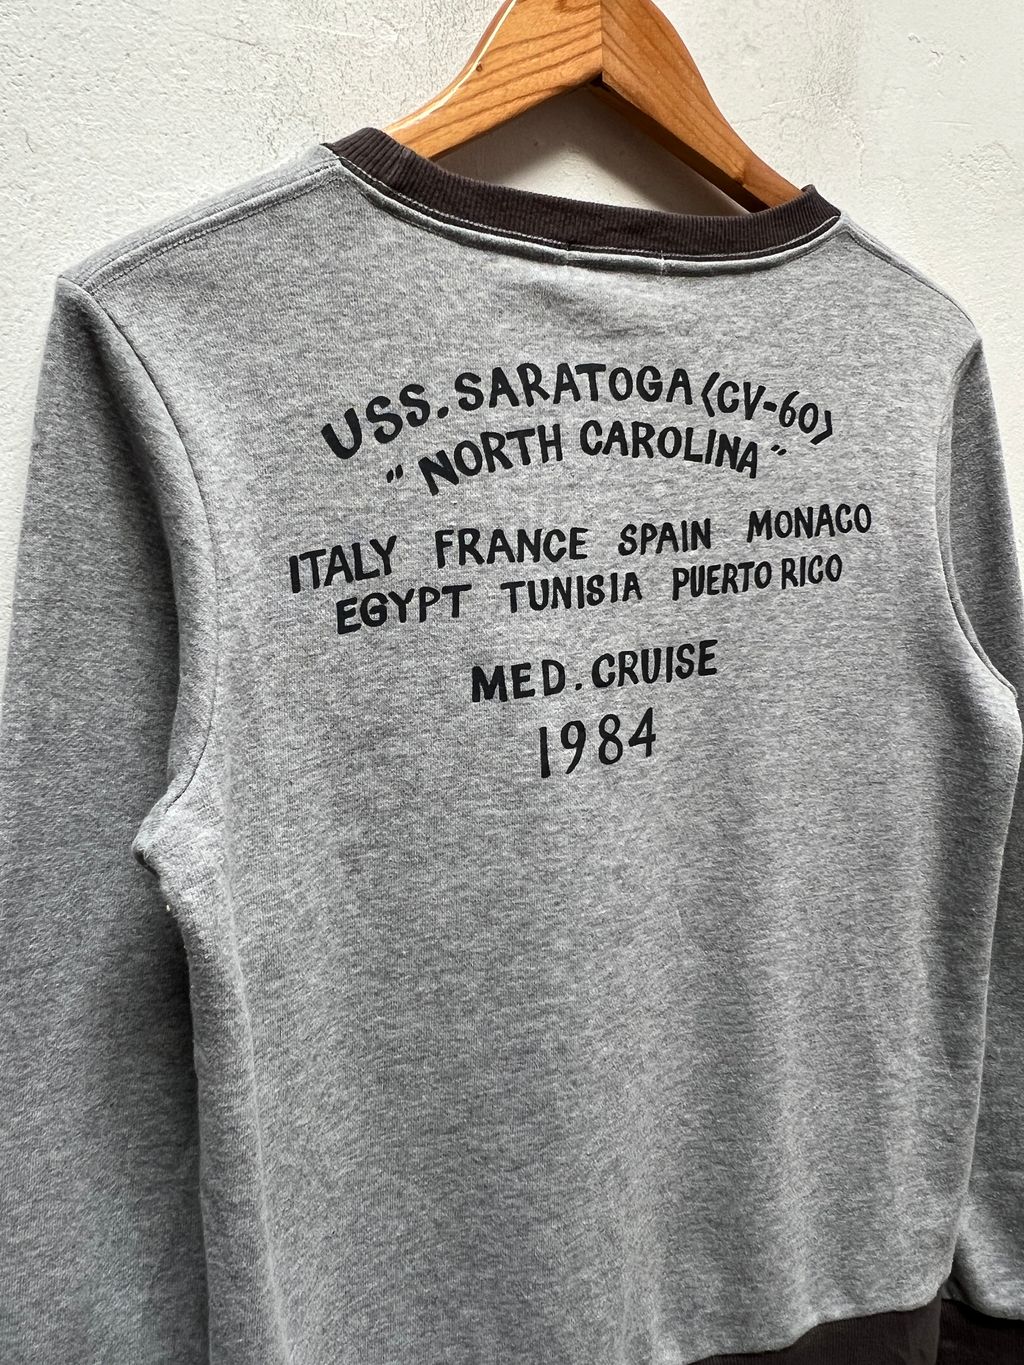 USS. SARATOGA (CV-60)
"NORTH CAROLINA"
ITALY FRANCE SPAIN MONACO
EGYPT TUNISIA PUERTO RICO
MED. CRUISE
1984